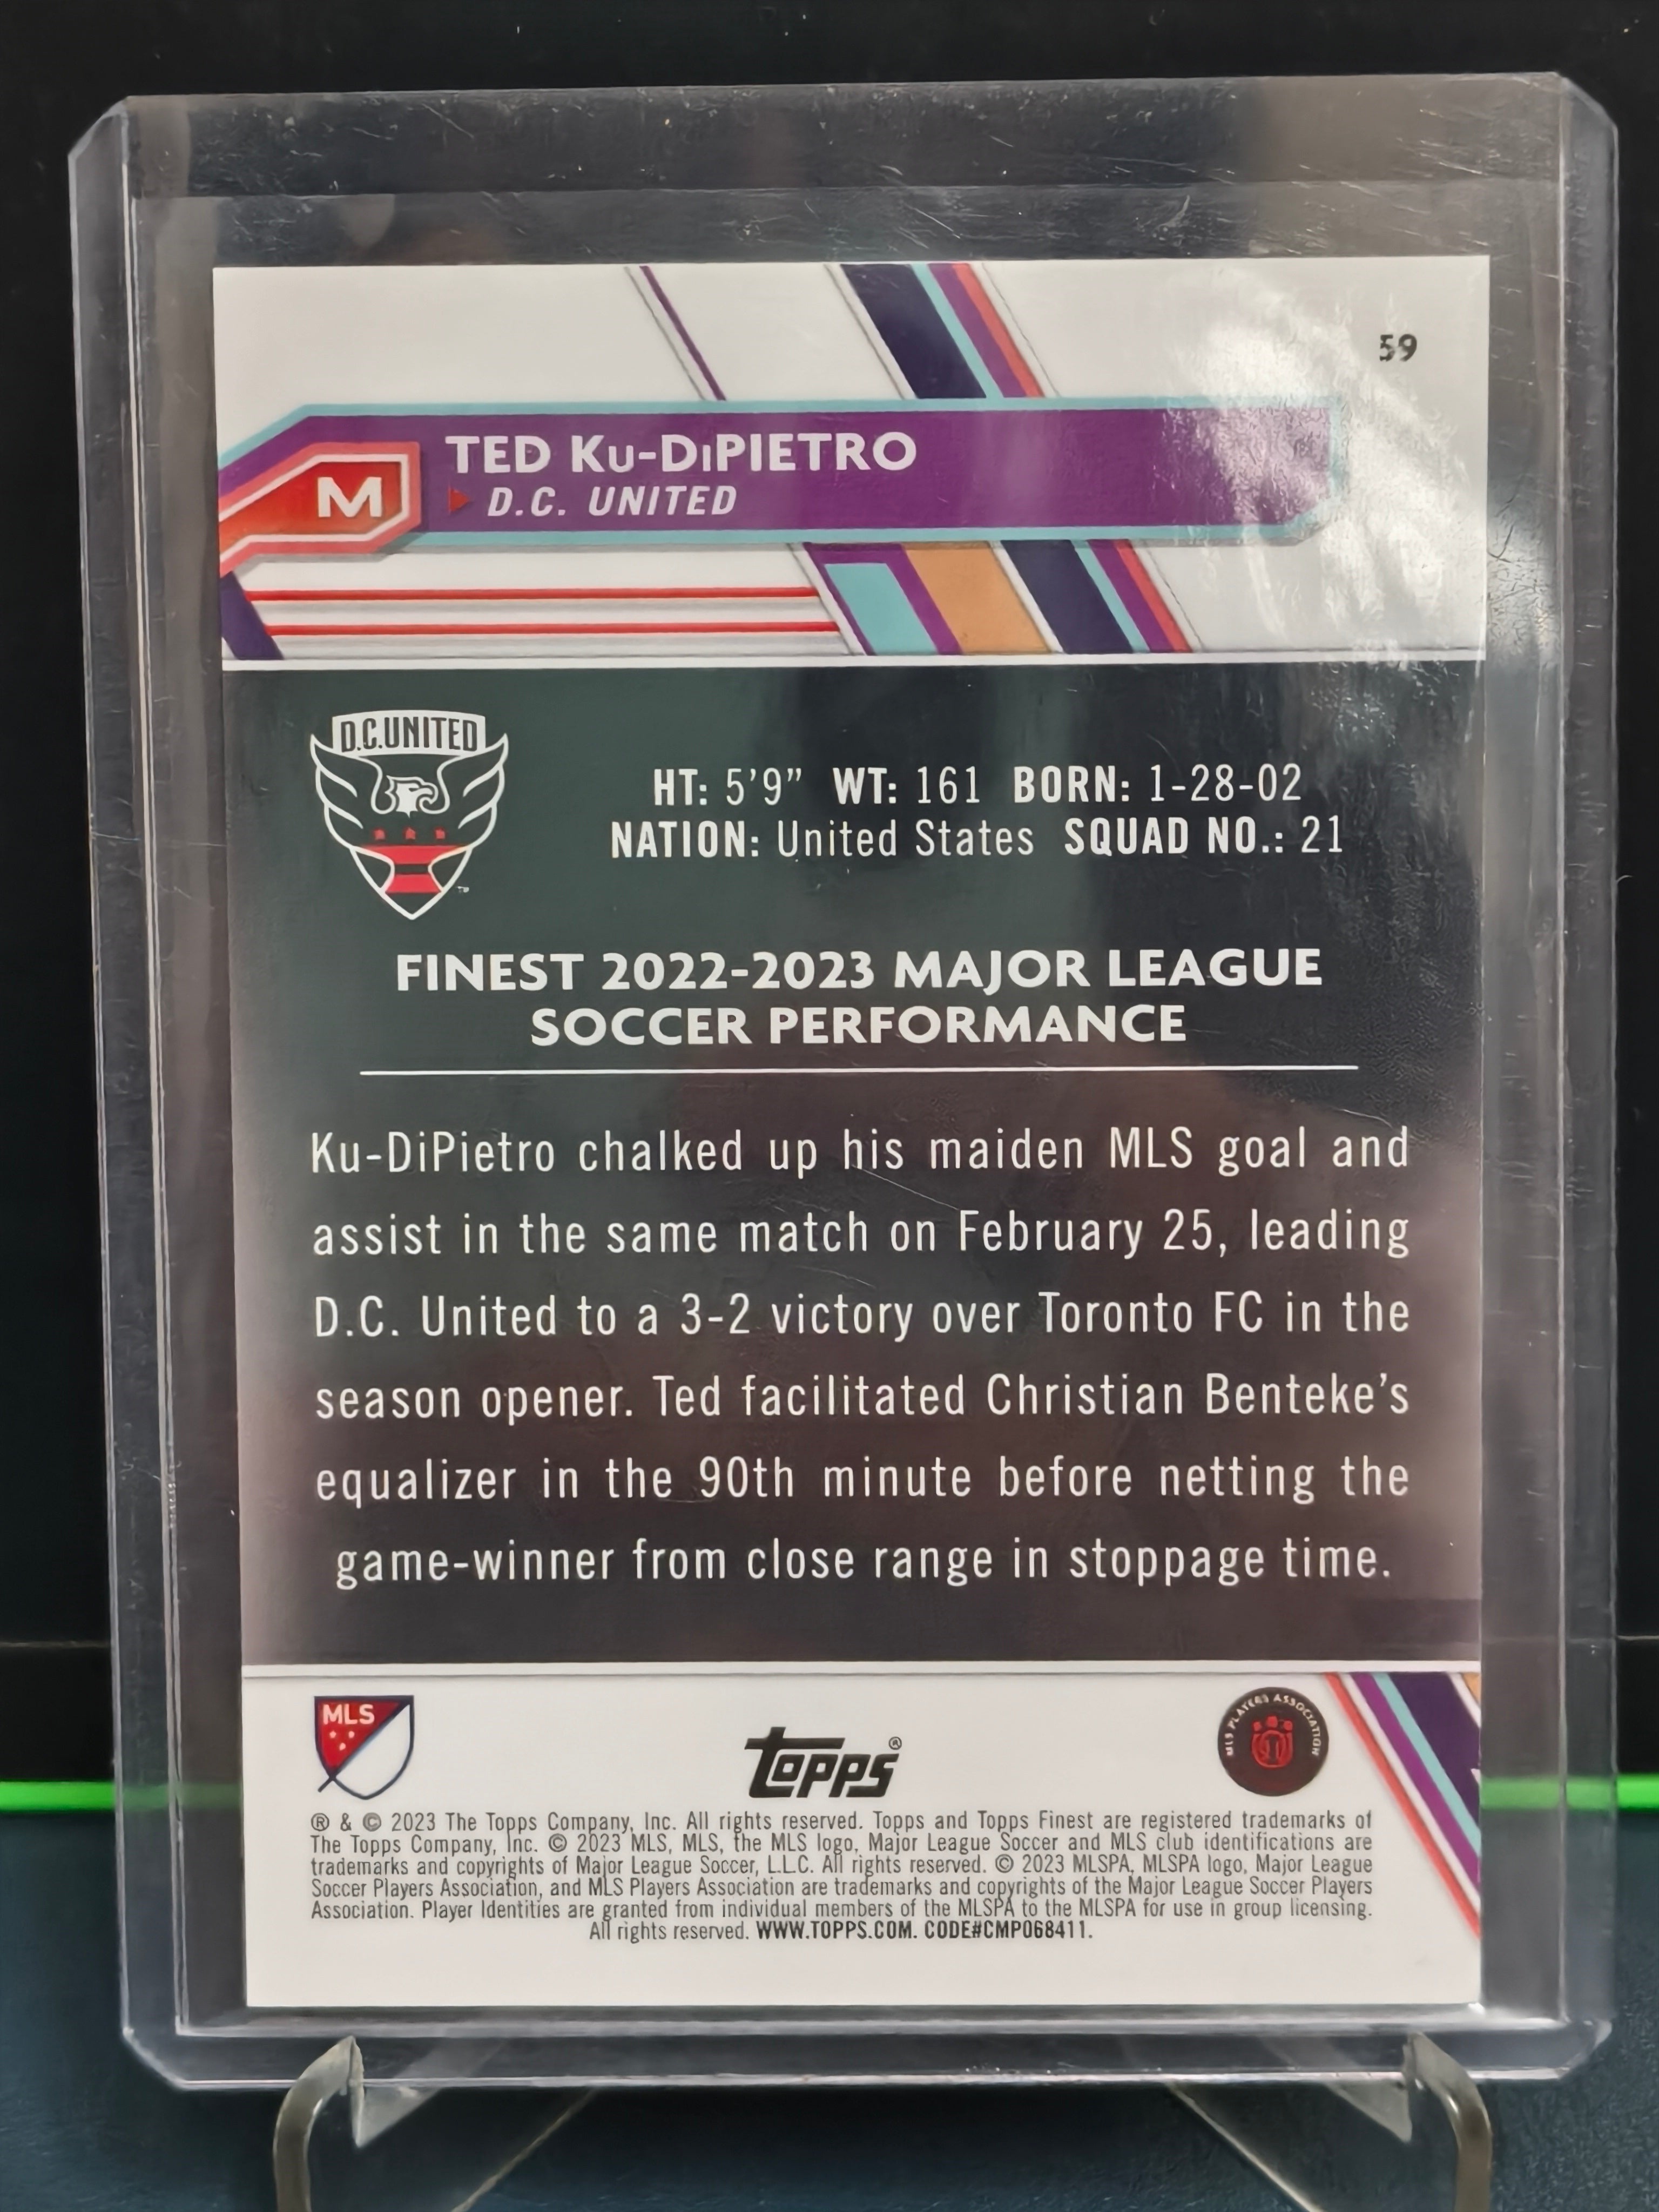 59
TED Ku-DiPIETRO
M
D.C. UNITED
D.C.UNITED
TM
HT: 5'9” WT: 161 BORN: 1-28-02
NATION: United States SQUAD NO.: 21
FINEST 2022-2023 MAJOR LEAGUE
SOCCER PERFORMANCE
Ku-DiPietro chalked up his maiden MLS goal and
assist in the same match on February 25, leading
D.C. United to a 3-2 victory over Toronto FC in the
season opener. Ted facilitated Christian Benteke’s
equalizer in the 90th minute before netting the
game-winner from close range in stoppage time.
MLS
topps®
MLS PLAYERS ASSOCIATION
® & © 2023 The Topps Company, Inc. All rights reserved. Topps and Topps Finest are registered trademarks of
The Topps Company, Inc. © 2023 MLS, MLS, the MLS logo, Major League Soccer and MLS club identifications are
trademarks and copyrights of Major League Soccer, L.L.C. All rights reserved. © 2023 MLSPA, MLSPA logo, Major League
Soccer Players Association, and MLS Players Association are trademarks and copyrights of the Major League Soccer Players
Association. Player Identities are granted from individual members of the MLSPA to the MLSPA for use in group licensing.
All rights reserved. WWW.TOPPS.COM. CODE#CMP068411.